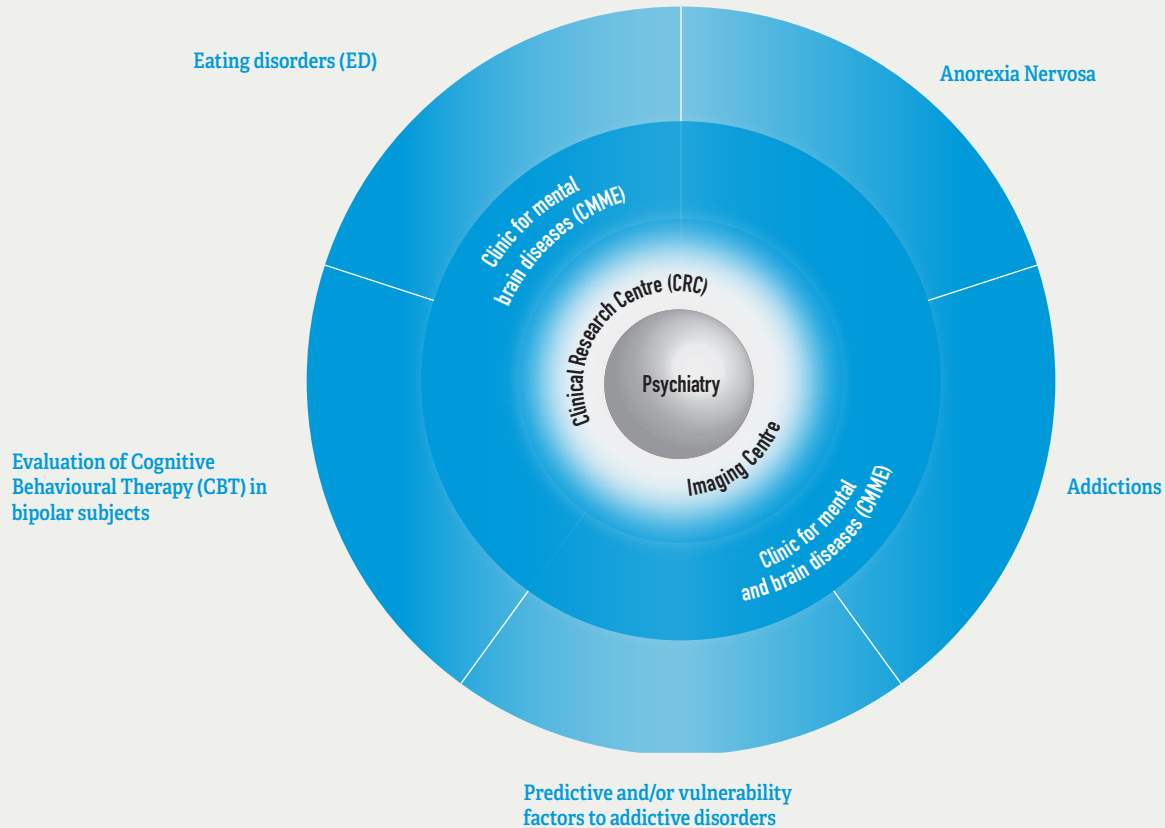 Eating disorders (ED)
Anorexia Nervosa
Clinic for mental
brain diseases (CMME)
Clinical Research Centre (CRC)
Psychiatry
Imaging Centre
Evaluation of Cognitive
Behavioural Therapy (CBT) in
bipolar subjects
Addictions
Clinic for mental
and brain diseases (CMME)
Predictive and/or vulnerability
factors to addictive disorders